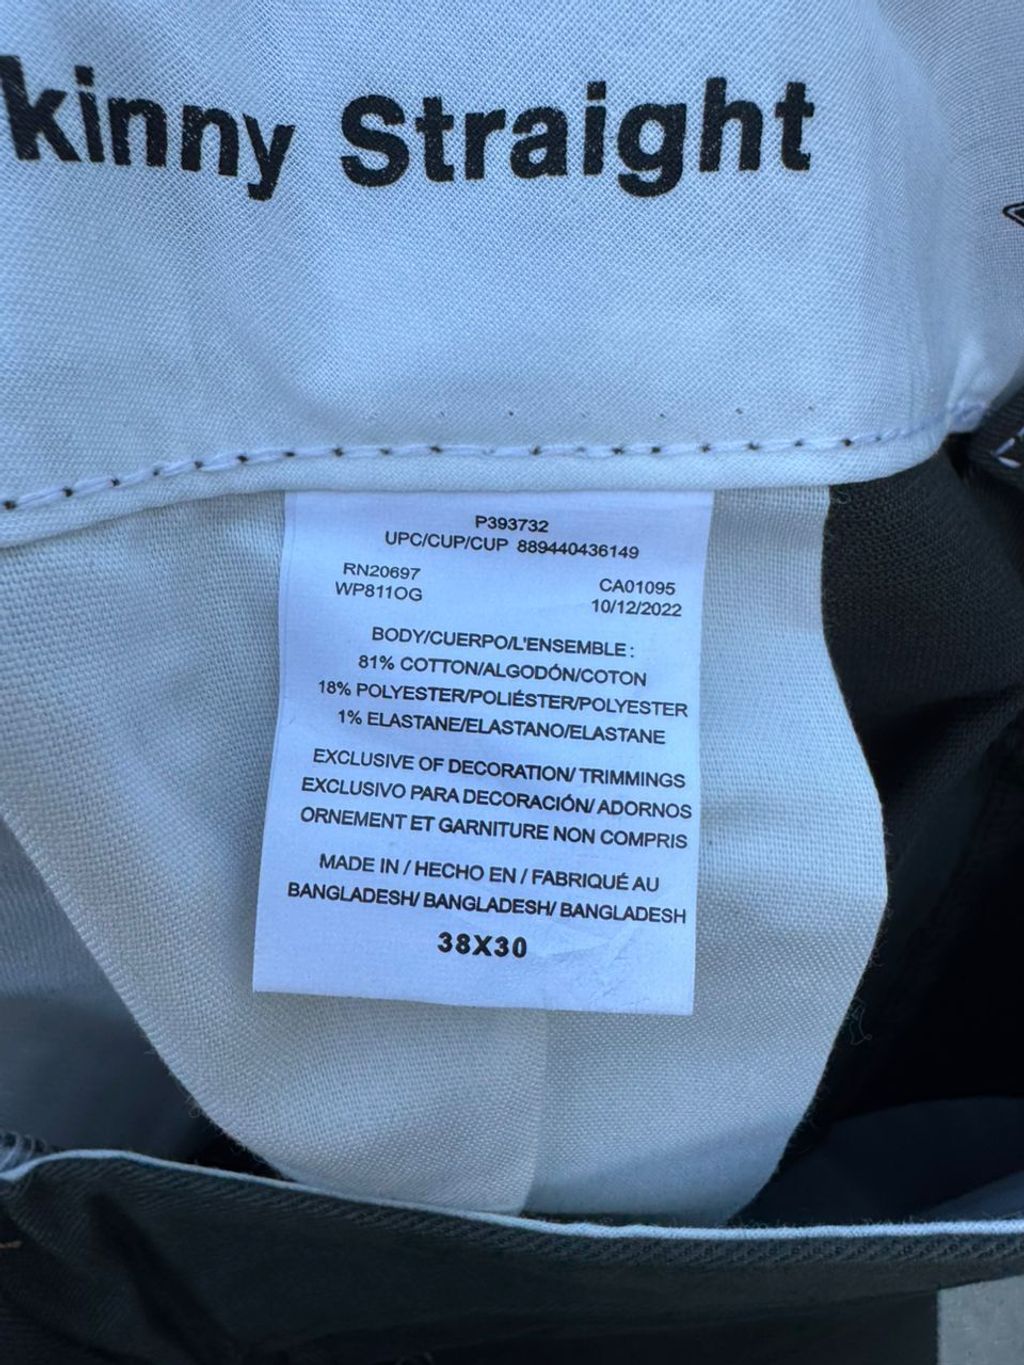 kinny Straight
P393732
UPC/CUP/CUP 889440436149
RN20697
WP811OG
CA01095
10/12/2022
BODY/CUERPO/L'ENSEMBLE :
81% COTTON/ALGODÓN/COTON
18% POLYESTER/POLIÉSTER/POLYESTER
1% ELASTANE/ELASTANO/ELASTANE
EXCLUSIVE OF DECORATION/ TRIMMINGS
EXCLUSIVO PARA DECORACIÓN/ ADORNOS
ORNEMENT ET GARNITURE NON COMPRIS
MADE IN / HECHO EN / FABRIQUÉ AU
BANGLADESH/ BANGLADESH/ BANGLADESH
38X30